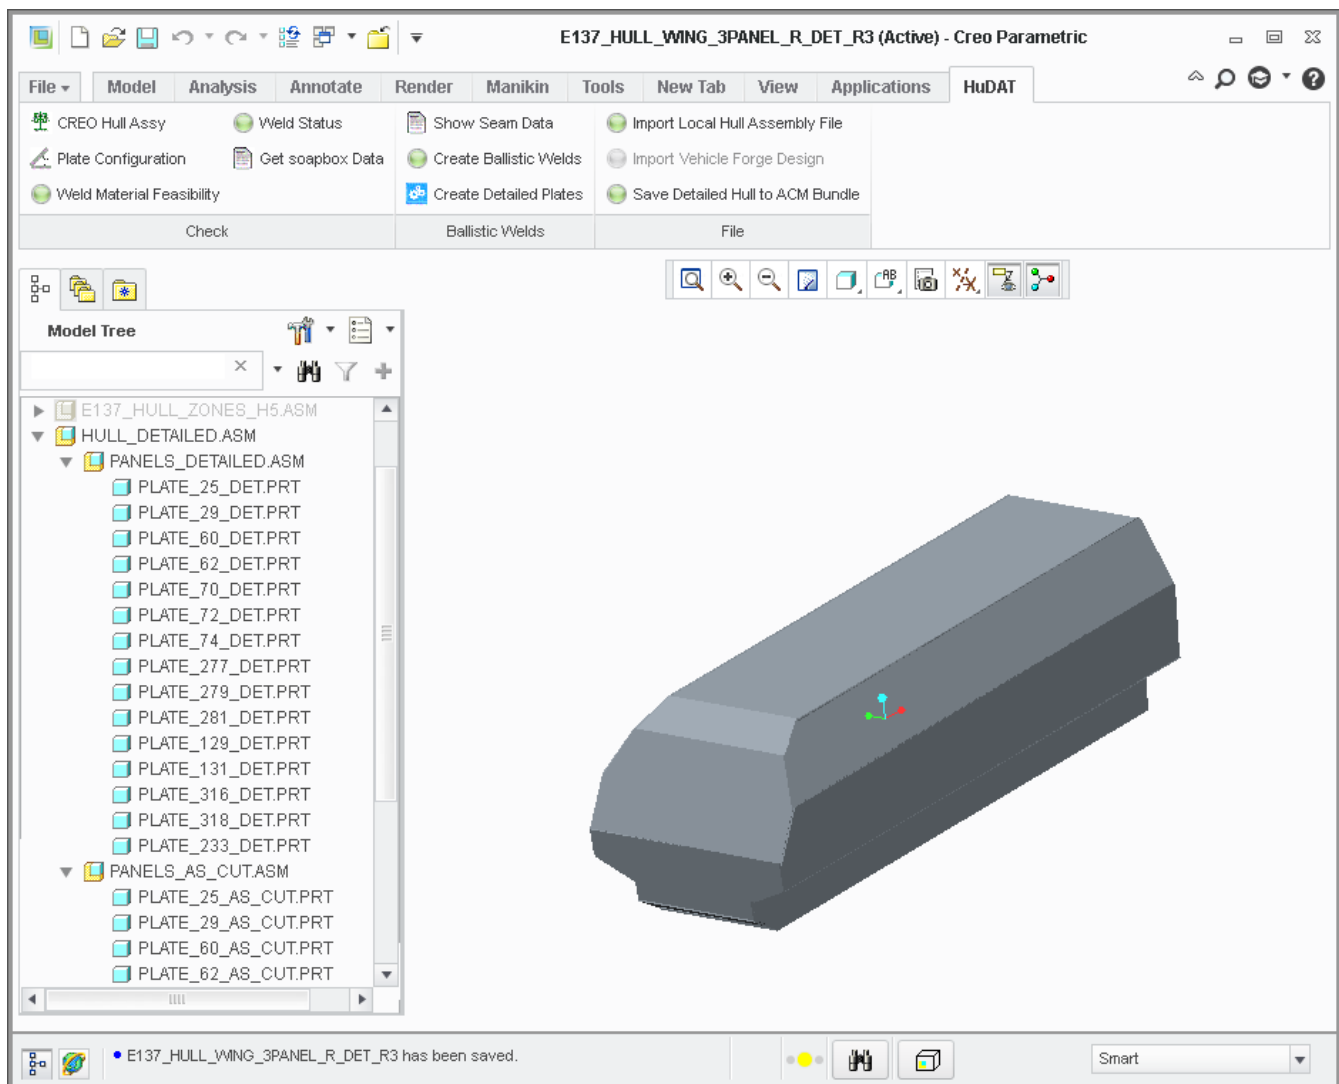 E137_HULL_WING_3PANEL_R_DET_R3 (Active) - Creo Parametric
File Model Analysis Annotate Render Manikin Tools New Tab View Applications HuDAT
CREO Hull Assy Weld Status Show Seam Data Import Local Hull Assembly File
Plate Configuration Get soapbox Data Create Ballistic Welds Import Vehicle Forge Design
Weld Material Feasibility Create Detailed Plates Save Detailed Hull to ACM Bundle
Check Ballistic Welds File
Model Tree
E137_HULL_ZONES_H5.ASM
HULL_DETAILED.ASM
PANELS_DETAILED.ASM
PLATE_25_DET.PRT
PLATE_29_DET.PRT
PLATE_60_DET.PRT
PLATE_62_DET.PRT
PLATE_70_DET.PRT
PLATE_72_DET.PRT
PLATE_74_DET.PRT
PLATE_277_DET.PRT
PLATE_279_DET.PRT
PLATE_281_DET.PRT
PLATE_129_DET.PRT
PLATE_131_DET.PRT
PLATE_316_DET.PRT
PLATE_318_DET.PRT
PLATE_233_DET.PRT
PANELS_AS_CUT.ASM
PLATE_25_AS_CUT.PRT
PLATE_29_AS_CUT.PRT
PLATE_60_AS_CUT.PRT
PLATE_62_AS_CUT.PRT
• E137_HULL_WING_3PANEL_R_DET_R3 has been saved.
Smart